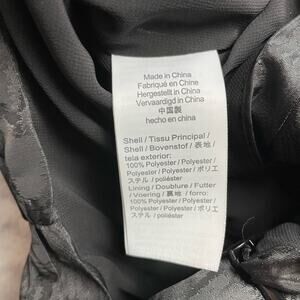 Made in China
Fabriqué en Chine
Hergestellt in China
Vervaardigd in china
中国製
hecho en china
Shell / Tissu Principal /
Shell / Bovenstof / 表地 /
tela exterior:
100% Polyester / Polyester /
Polyester / Polyester / ポリエ
ステル / poliéster
Lining / Doublure / Futter
/ Voering / 裏地 / forro:
100% Polyester / Polyester /
Polyester / Polyester / ポリエ
ステル / poliéster